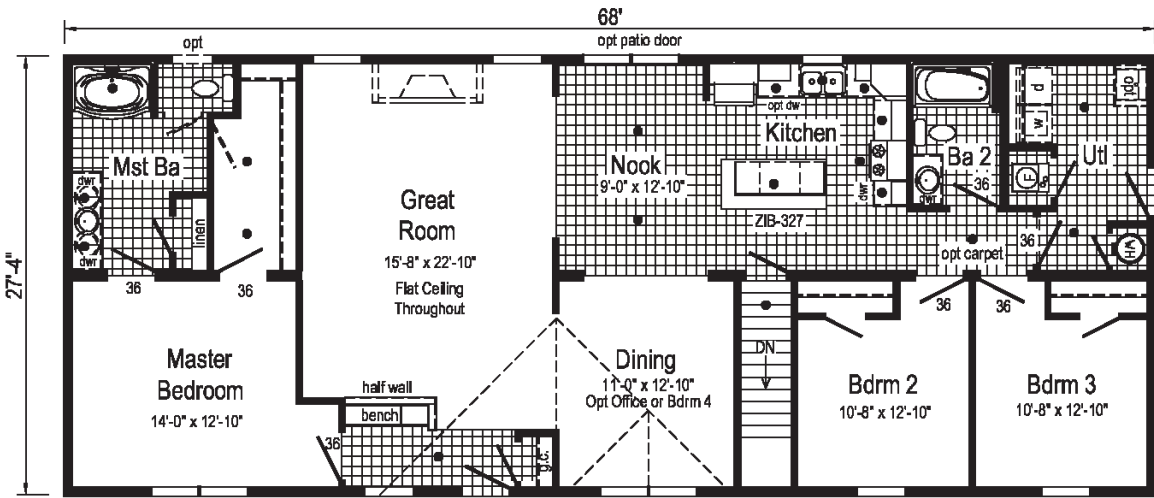 68'
27'-4"
opt
opt patio door
opt dw
Kitchen
d
w
opt
Mst Ba
Nook
9'-0" x 12'-10"
Ba 2
Utl
F
dwr
dwr
dwr
dwr
36
linen
Great
Room
15'-8" x 22'-10"
Flat Ceiling
Throughout
ZIB-327
opt carpet
36
WH
36
36
36
36
Master
Bedroom
14'-0" x 12'-10"
half wall
bench
36
Dining
11'-0" x 12'-10"
Opt Office or Bdrm 4
g.c.
DN
Bdrm 2
10'-8" x 12'-10"
Bdrm 3
10'-8" x 12'-10"